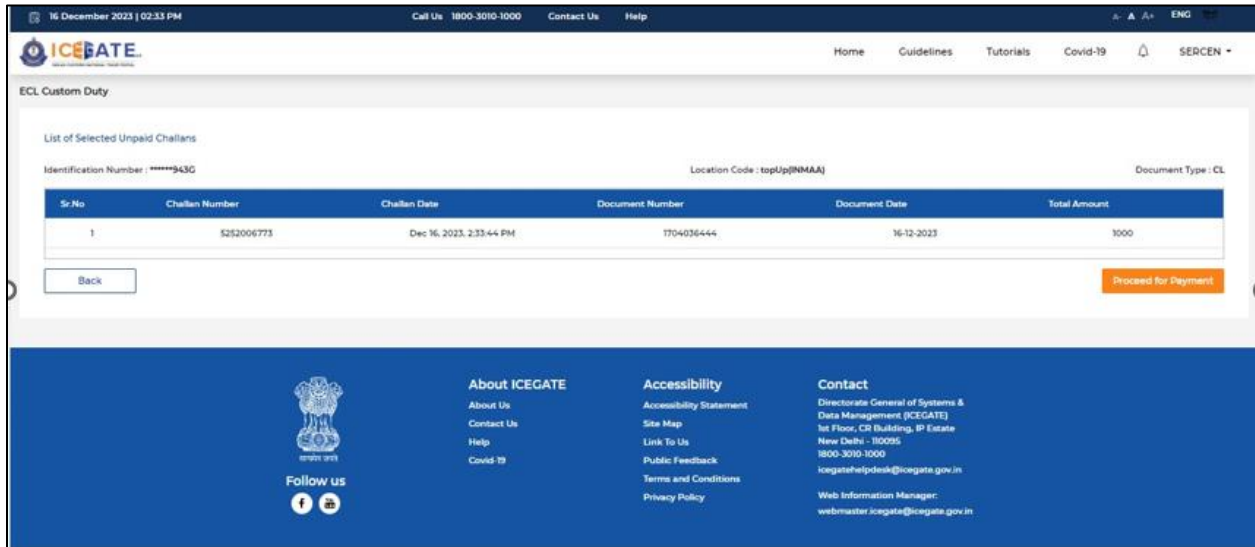 16 December 2023 | 02:33 PM Call Us 1800-3010-1000 Contact Us Help A- A A+ ENG
ICEGATE Home Guidelines Tutorials Covid-19 SERCEN
ECL Custom Duty
List of Selected Unpaid Challans
Identification Number : ******943G Location Code : topUp(INMAA) Document Type : CL
Sr.No Challan Number Challan Date Document Number Document Date Total Amount
1 5252006773 Dec 16, 2023, 2:33:44 PM 1704036444 16-12-2023 1000
Back Proceed for Payment
सत्यमेव जयते
Follow us
About ICEGATE
About Us
Contact Us
Help
Covid-19
Accessibility
Accessibility Statement
Site Map
Link To Us
Public Feedback
Terms and Conditions
Privacy Policy
Contact
Directorate General of Systems &
Data Management (ICEGATE)
1st Floor, CR Building, IP Estate
New Delhi - 110095
1800-3010-1000
icegatehelpdesk@icegate.gov.in
Web Information Manager:
webmaster.icegate@icegate.gov.in